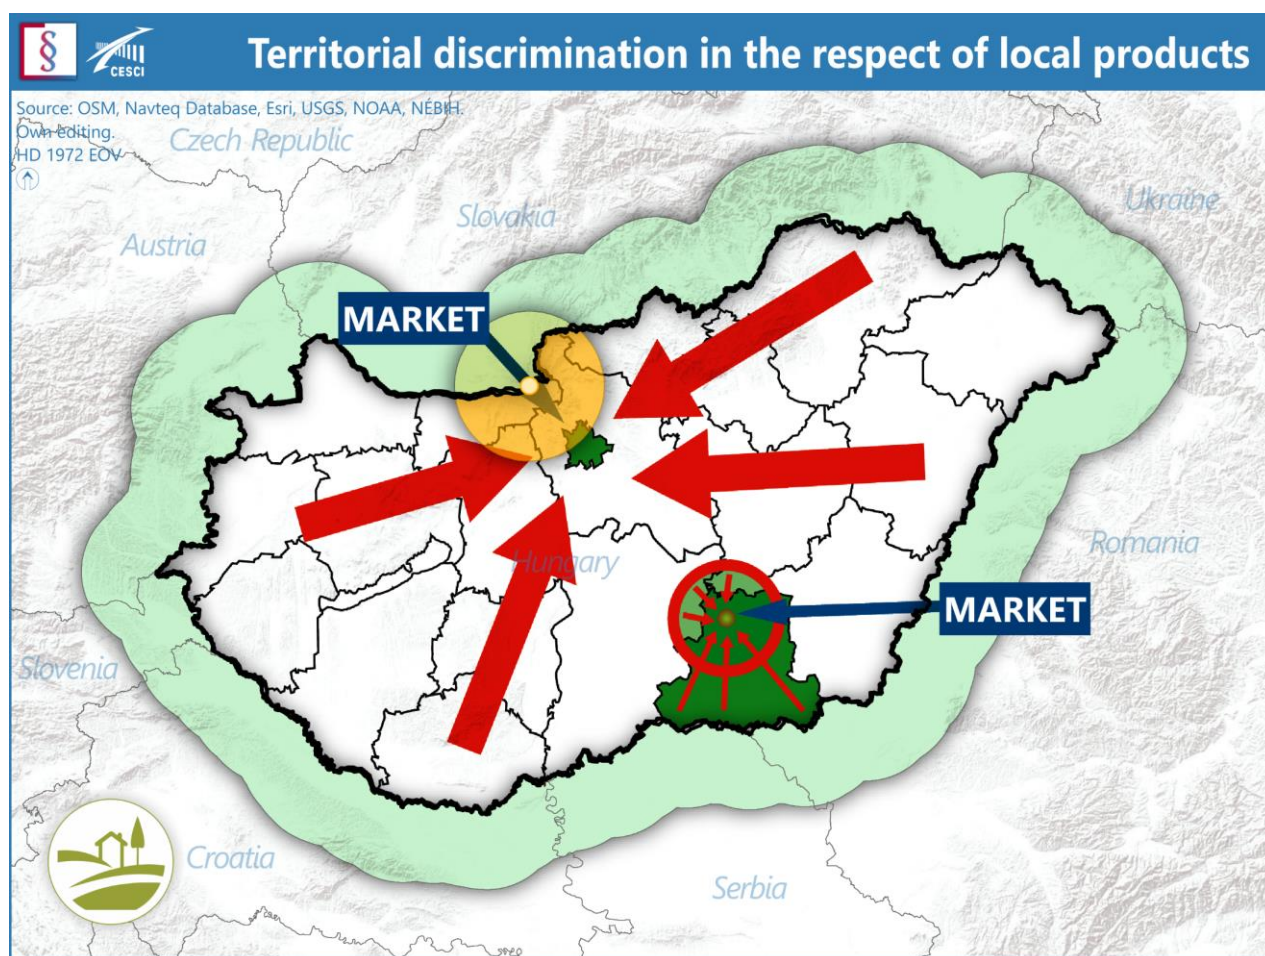 §
CESCI
Territorial discrimination in the respect of local products
Source: OSM, Navteq Database, Esri, USGS, NOAA, NÉBIH.
Own editing.
HD 1972 EOV
Czech Republic
Slovakia
Ukraine
Austria
MARKET
Hungary
Romania
MARKET
Slovenia
Croatia
Serbia